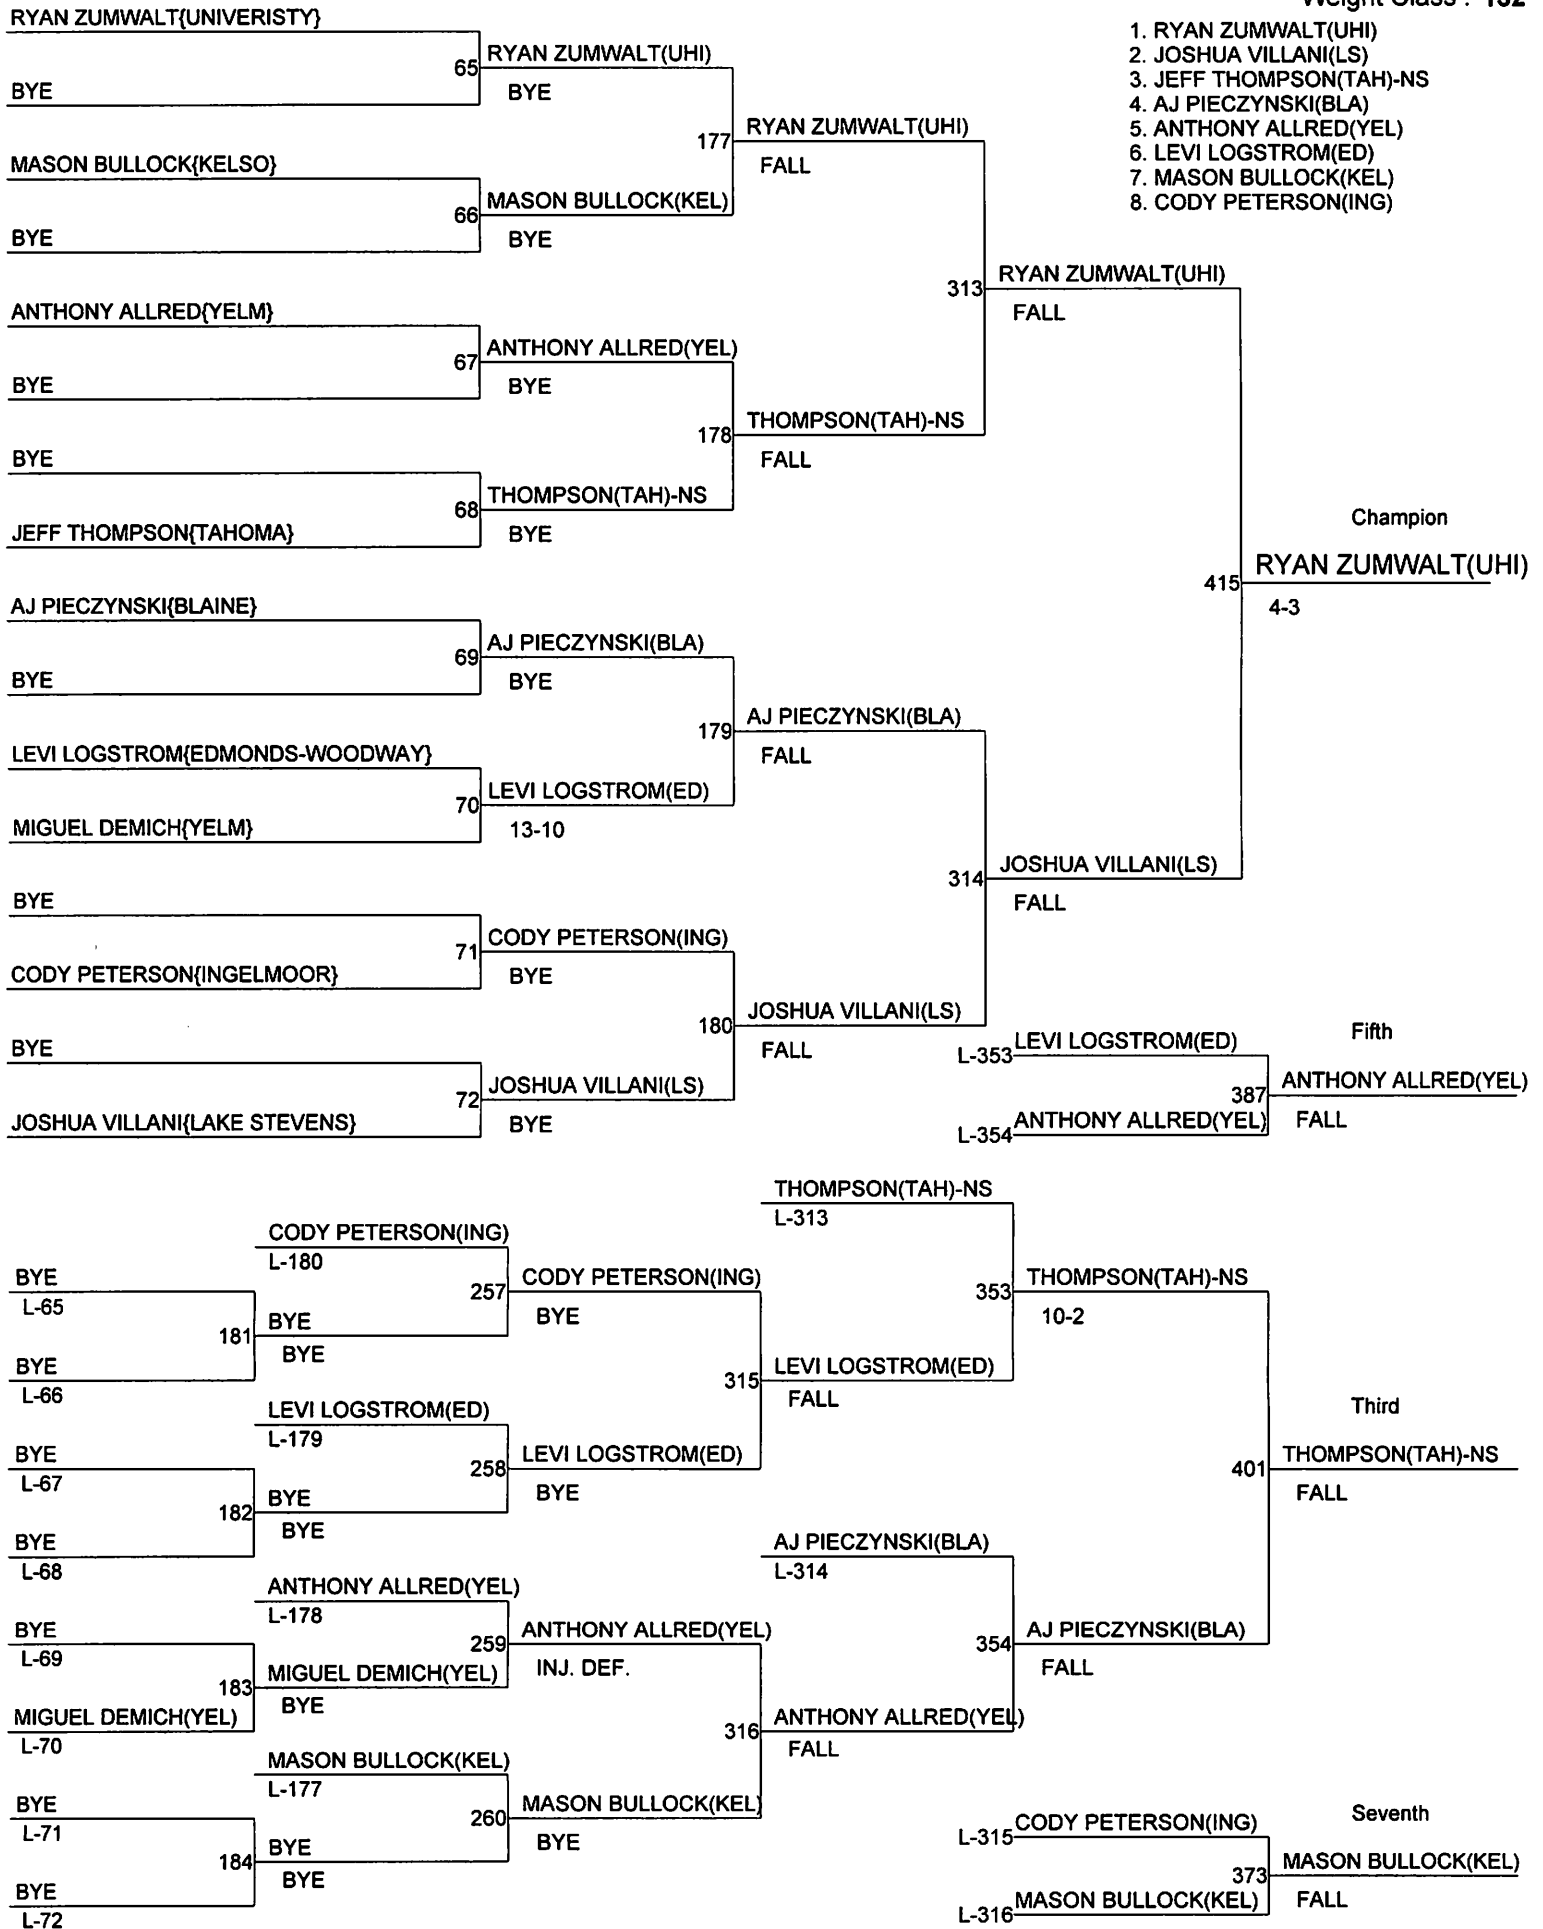 Weight Class : 132
1. RYAN ZUMWALT(UHI)
2. JOSHUA VILLANI(LS)
3. JEFF THOMPSON(TAH)-NS
4. AJ PIECZYNSKI(BLA)
5. ANTHONY ALLRED(YEL)
6. LEVI LOGSTROM(ED)
7. MASON BULLOCK(KEL)
8. CODY PETERSON(ING)
RYAN ZUMWALT{UNIVERISTY}
65
RYAN ZUMWALT(UHI)
BYE
BYE
177
RYAN ZUMWALT(UHI)
FALL
MASON BULLOCK{KELSO}
66
MASON BULLOCK(KEL)
BYE
BYE
313
RYAN ZUMWALT(UHI)
FALL
ANTHONY ALLRED{YELM}
67
ANTHONY ALLRED(YEL)
BYE
BYE
178
THOMPSON(TAH)-NS
FALL
BYE
68
THOMPSON(TAH)-NS
BYE
JEFF THOMPSON{TAHOMA}
Champion
415
RYAN ZUMWALT(UHI)
4-3
AJ PIECZYNSKI{BLAINE}
69
AJ PIECZYNSKI(BLA)
BYE
BYE
179
AJ PIECZYNSKI(BLA)
FALL
LEVI LOGSTROM{EDMONDS-WOODWAY}
70
LEVI LOGSTROM(ED)
13-10
MIGUEL DEMICH{YELM}
314
JOSHUA VILLANI(LS)
FALL
BYE
71
CODY PETERSON(ING)
BYE
CODY PETERSON{INGELMOOR}
180
JOSHUA VILLANI(LS)
FALL
BYE
72
JOSHUA VILLANI(LS)
BYE
JOSHUA VILLANI{LAKE STEVENS}
Fifth
L-353
LEVI LOGSTROM(ED)
387
ANTHONY ALLRED(YEL)
FALL
L-354
ANTHONY ALLRED(YEL)
THOMPSON(TAH)-NS
L-313
CODY PETERSON(ING)
L-180
BYE
L-65
257
CODY PETERSON(ING)
BYE
353
THOMPSON(TAH)-NS
10-2
181
BYE
BYE
BYE
L-66
315
LEVI LOGSTROM(ED)
FALL
LEVI LOGSTROM(ED)
L-179
Third
BYE
L-67
258
LEVI LOGSTROM(ED)
BYE
401
THOMPSON(TAH)-NS
FALL
182
BYE
BYE
BYE
L-68
AJ PIECZYNSKI(BLA)
L-314
ANTHONY ALLRED(YEL)
L-178
BYE
L-69
259
ANTHONY ALLRED(YEL)
INJ. DEF.
354
AJ PIECZYNSKI(BLA)
FALL
183
MIGUEL DEMICH(YEL)
BYE
MIGUEL DEMICH(YEL)
L-70
316
ANTHONY ALLRED(YEL)
FALL
MASON BULLOCK(KEL)
L-177
BYE
L-71
260
MASON BULLOCK(KEL)
BYE
184
BYE
BYE
BYE
L-72
Seventh
L-315
CODY PETERSON(ING)
373
MASON BULLOCK(KEL)
FALL
L-316
MASON BULLOCK(KEL)